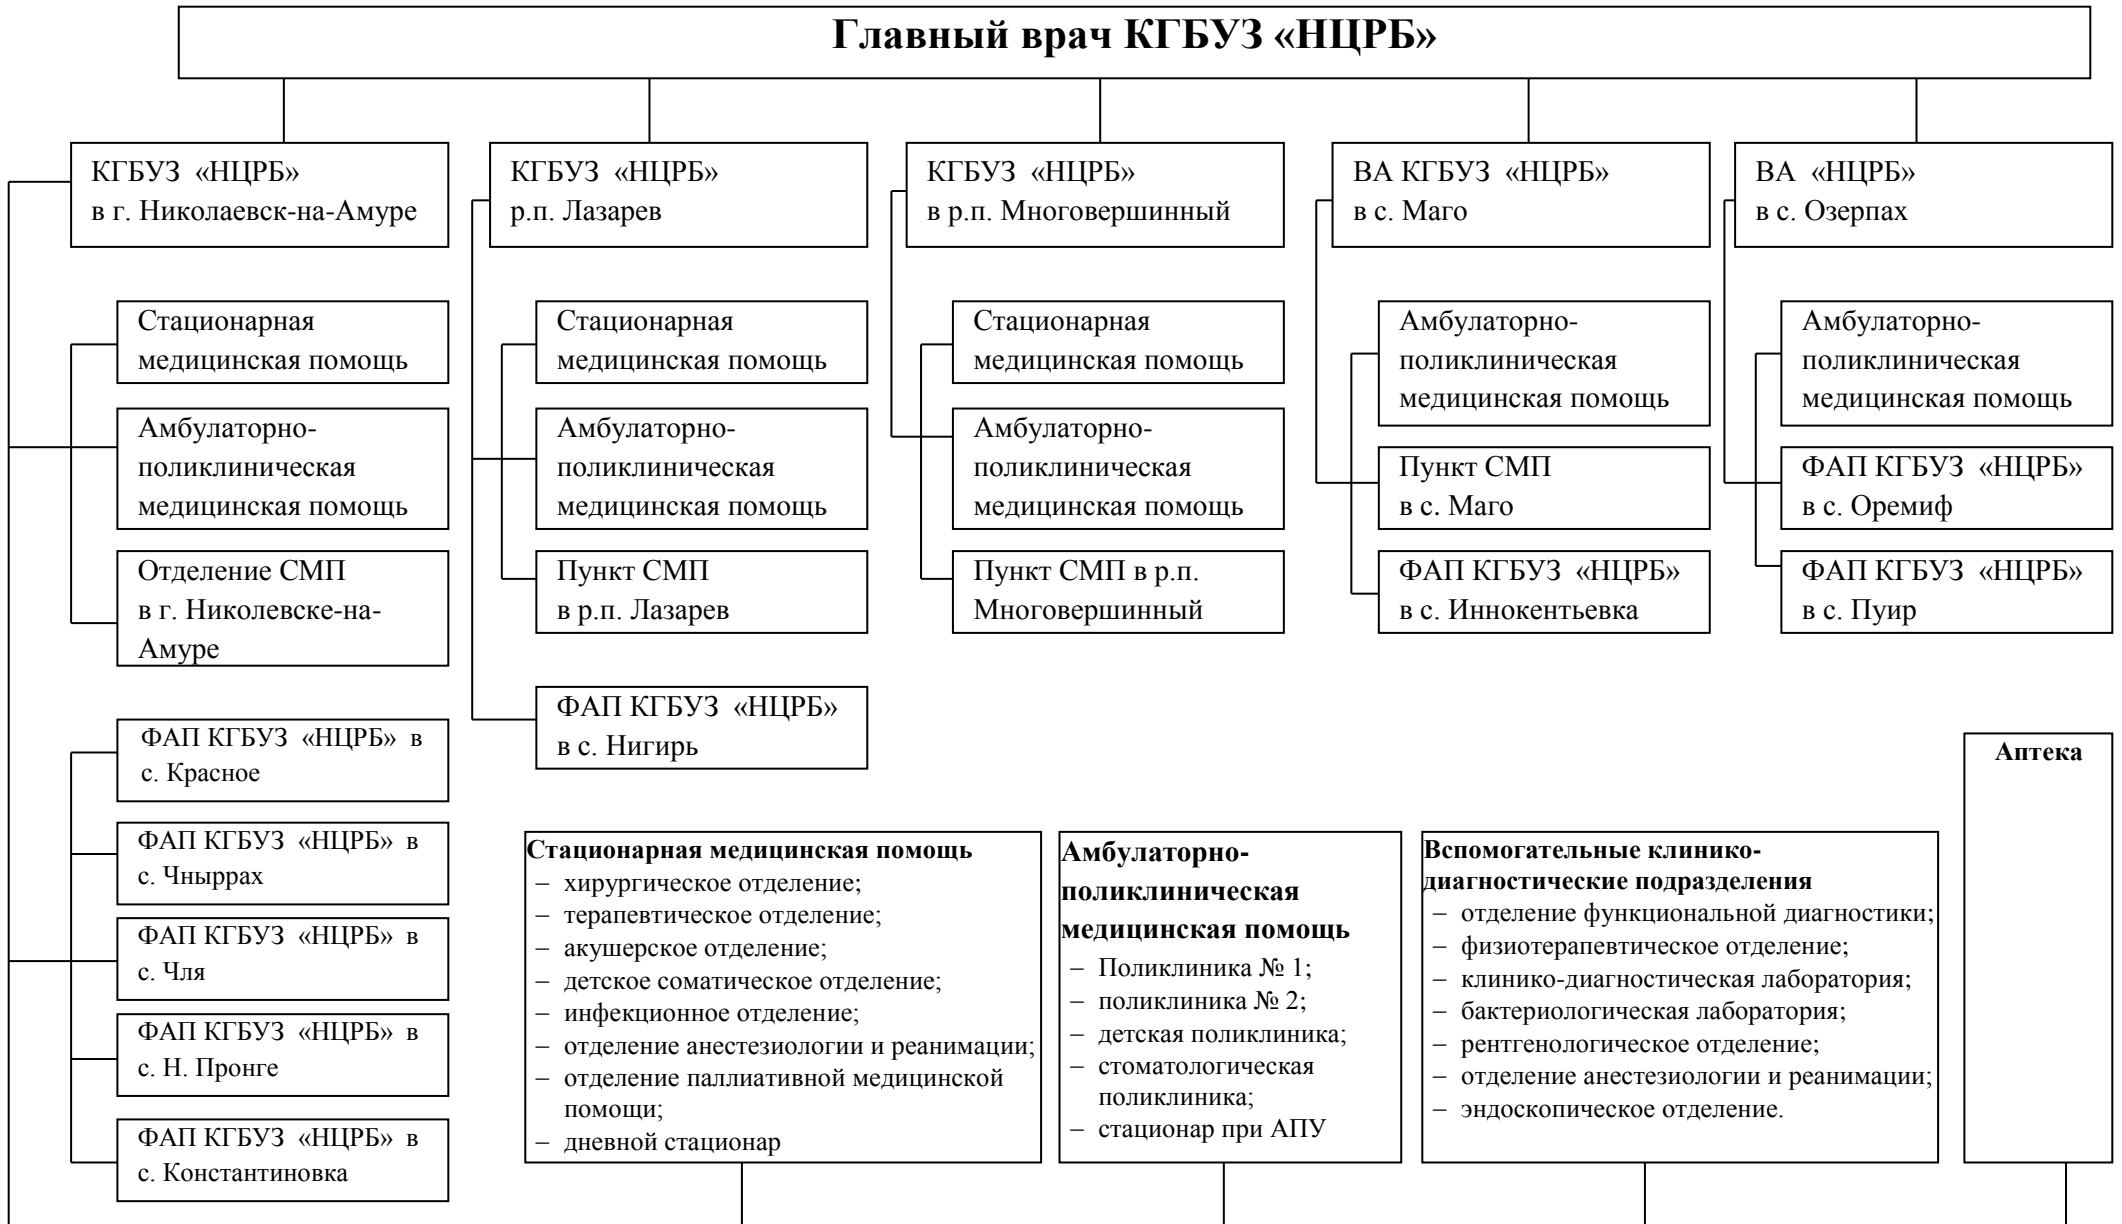 Главный врач КГБУЗ «НЦРБ»
КГБУЗ «НЦРБ»
в г. Николаевск-на-Амуре
КГБУЗ «НЦРБ»
р.п. Лазарев
КГБУЗ «НЦРБ»
в р.п. Многовершинный
ВА КГБУЗ «НЦРБ»
в с. Маго
ВА «НЦРБ»
в с. Озерпах
Стационарная
медицинская помощь
Амбулаторно-
поликлиническая
медицинская помощь
Отделение СМП
в г. Николевске-на-
Амуре
Стационарная
медицинская помощь
Амбулаторно-
поликлиническая
медицинская помощь
Пункт СМП
в р.п. Лазарев
ФАП КГБУЗ «НЦРБ»
в с. Нигирь
Стационарная
медицинская помощь
Амбулаторно-
поликлиническая
медицинская помощь
Пункт СМП в р.п.
Многовершинный
Амбулаторно-
поликлиническая
медицинская помощь
Пункт СМП
в с. Маго
ФАП КГБУЗ «НЦРБ»
в с. Иннокентьевка
Амбулаторно-
поликлиническая
медицинская помощь
ФАП КГБУЗ «НЦРБ»
в с. Оремиф
ФАП КГБУЗ «НЦРБ»
в с. Пуир
ФАП КГБУЗ «НЦРБ» в
с. Красное
ФАП КГБУЗ «НЦРБ» в
с. Чныррах
ФАП КГБУЗ «НЦРБ» в
с. Чля
ФАП КГБУЗ «НЦРБ» в
с. Н. Пронге
ФАП КГБУЗ «НЦРБ» в
с. Константиновка
Стационарная медицинская помощь
– хирургическое отделение;
– терапевтическое отделение;
– акушерское отделение;
– детское соматическое отделение;
– инфекционное отделение;
– отделение анестезиологии и реанимации;
– отделение паллиативной медицинской
помощи;
– дневной стационар
Амбулаторно-
поликлиническая
медицинская помощь
– Поликлиника № 1;
– поликлиника № 2;
– детская поликлиника;
– стоматологическая
поликлиника;
– стационар при АПУ
Вспомогательные клинико-
диагностические подразделения
– отделение функциональной диагностики;
– физиотерапевтическое отделение;
– клинико-диагностическая лаборатория;
– бактериологическая лаборатория;
– рентгенологическое отделение;
– отделение анестезиологии и реанимации;
– эндоскопическое отделение.
Аптека